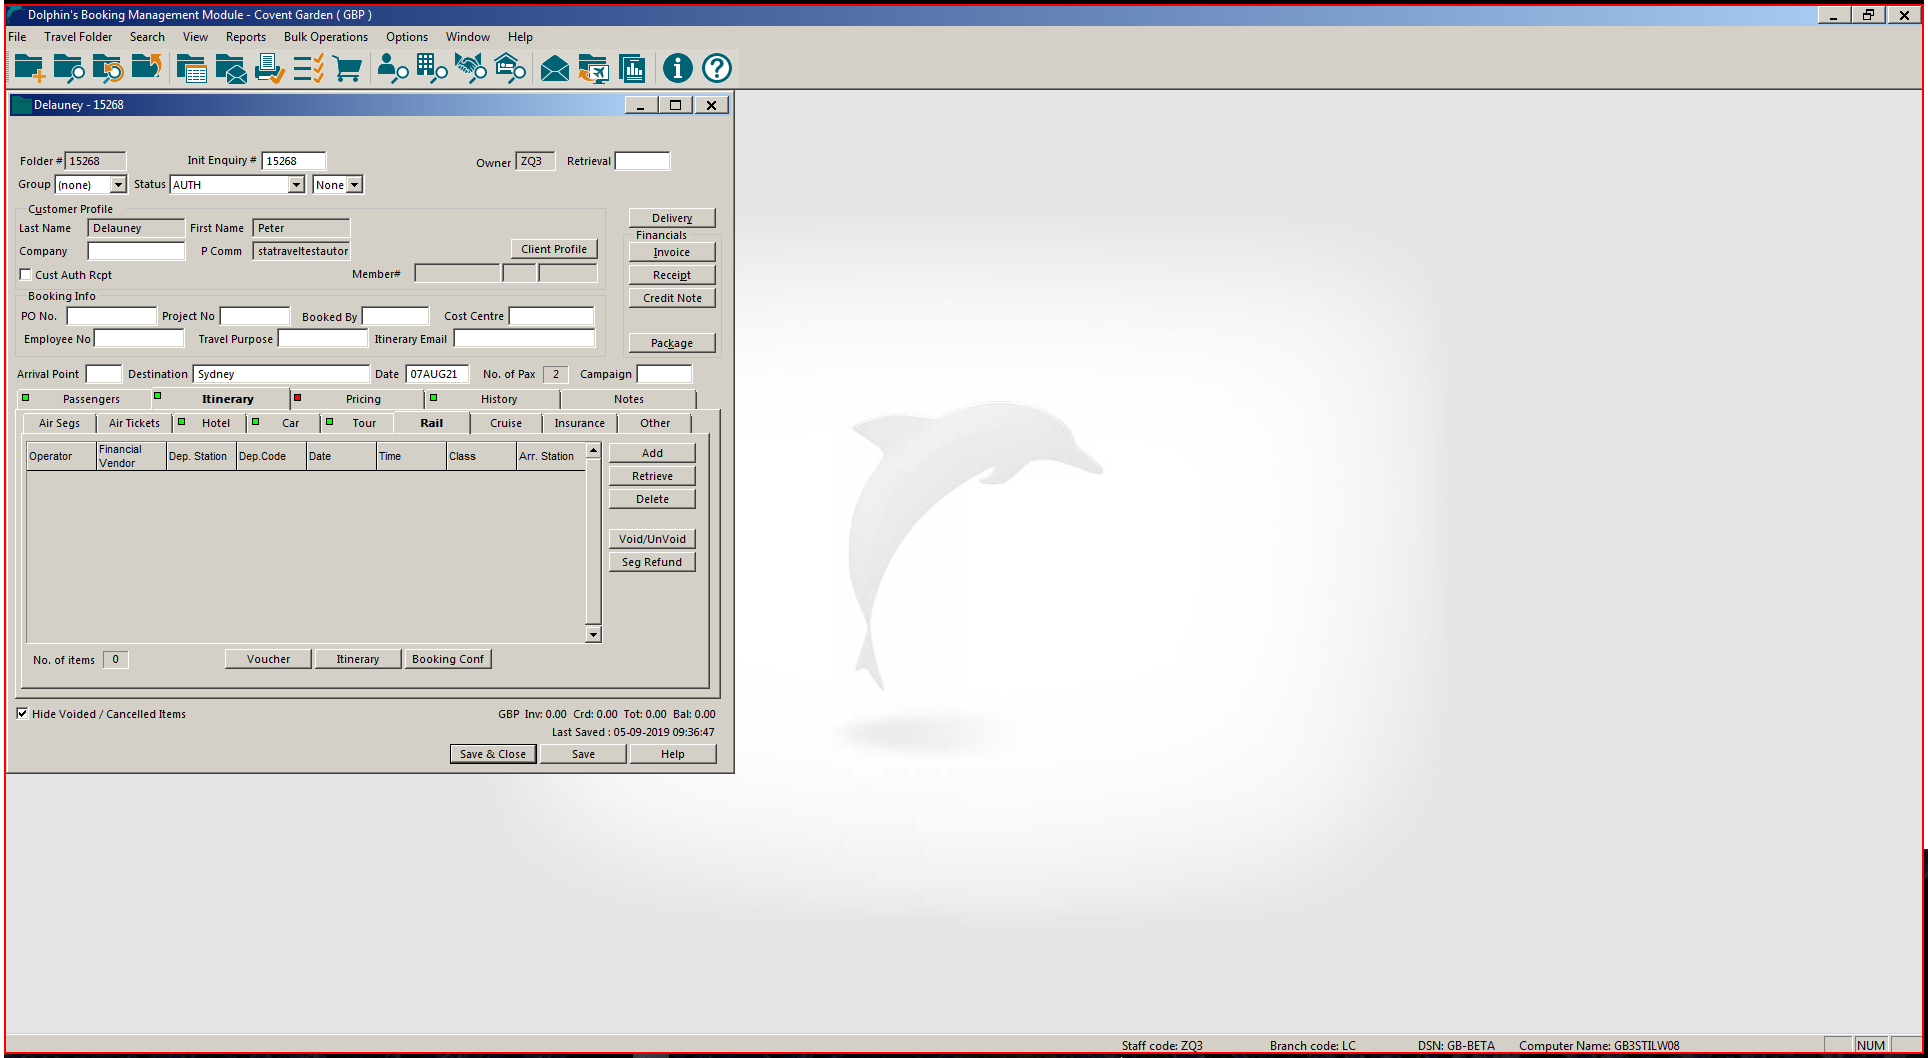 Dolphin's Booking Management Module - Covent Garden ( GBP )
File Travel Folder Search View Reports Bulk Operations Options Window Help
Delauney - 15268
Folder # 15268 Init Enquiry # 15268 Owner ZQ3 Retrieval
Group (none) Status AUTH None
Customer Profile
Last Name Delauney First Name Peter
Company P Comm statraveltestautor Client Profile
Cust Auth Rcpt Member#
Delivery
Financials
Invoice
Receipt
Credit Note
Package
Booking Info
PO No. Project No Booked By Cost Centre
Employee No Travel Purpose Itinerary Email
Arrival Point Destination Sydney Date 07AUG21 No. of Pax 2 Campaign
Passengers Itinerary Pricing History Notes
Air Segs Air Tickets Hotel Car Tour Rail Cruise Insurance Other
Operator Financial Vendor Dep. Station Dep.Code Date Time Class Arr. Station
Add
Retrieve
Delete
Void/UnVoid
Seg Refund
No. of items 0 Voucher Itinerary Booking Conf
Hide Voided / Cancelled Items GBP Inv: 0.00 Crd: 0.00 Tot: 0.00 Bal: 0.00
Last Saved : 05-09-2019 09:36:47
Save & Close Save Help
Staff code: ZQ3 Branch code: LC DSN: GB-BETA Computer Name: GB3STILW08 NUM